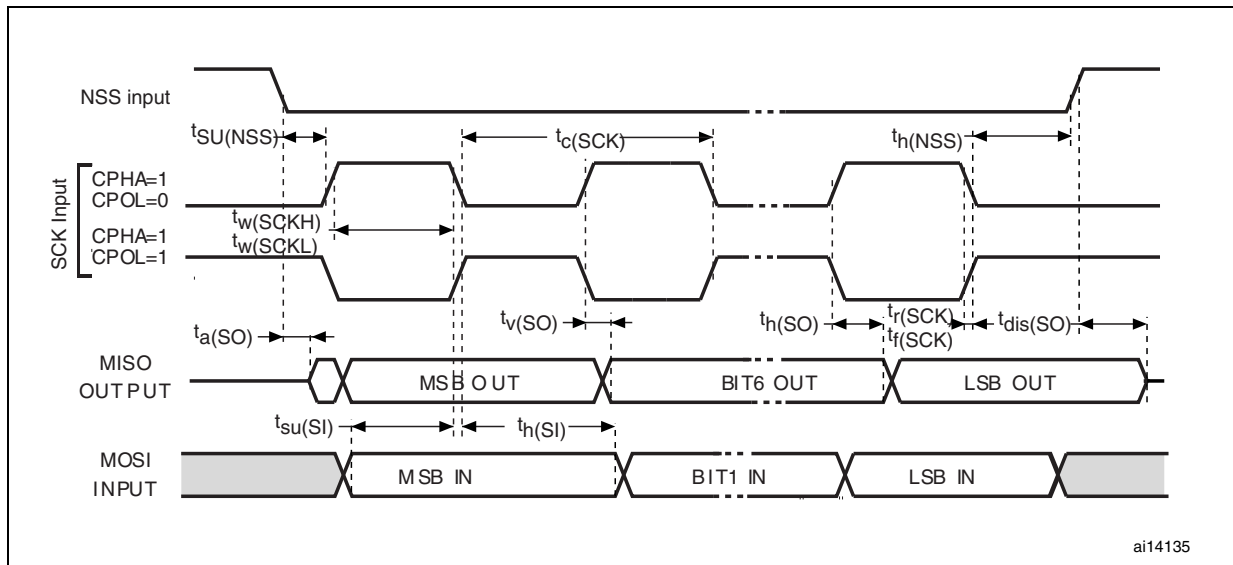 NSS input
tSU(NSS)
tc(SCK)
th(NSS)
SCK Input
CPHA=1
CPOL=0
tw(SCKH)
tw(SCKL)
CPHA=1
CPOL=1
ta(SO)
tv(SO)
th(SO)
tr(SCK)
tf(SCK)
tdis(SO)
MISO
OUTPUT
MSB OUT
BIT6 OUT
LSB OUT
tsu(SI)
th(SI)
MOSI
INPUT
MSB IN
BIT1 IN
LSB IN
ai14135